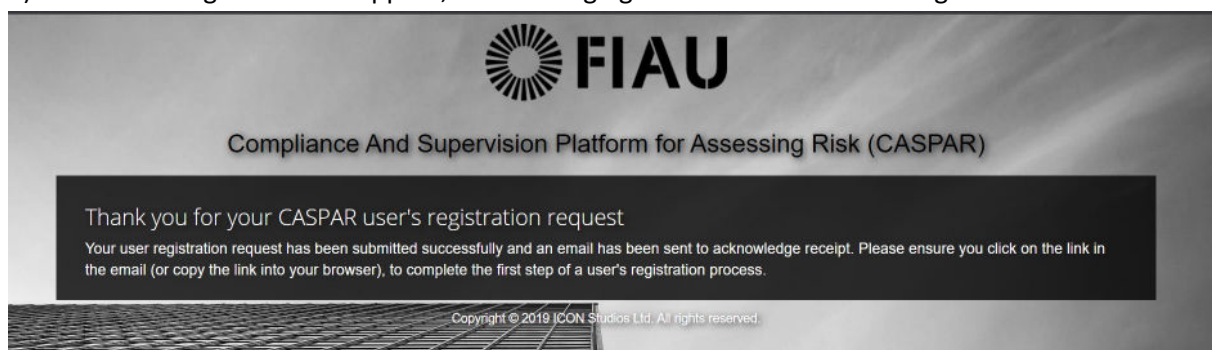 FIAU
Compliance And Supervision Platform for Assessing Risk (CASPAR)
Thank you for your CASPAR user's registration request
Your user registration request has been submitted successfully and an email has been sent to acknowledge receipt. Please ensure you click on the link in
the email (or copy the link into your browser), to complete the first step of a user's registration process.
Copyright © 2019 ICON Studios Ltd. All rights reserved.